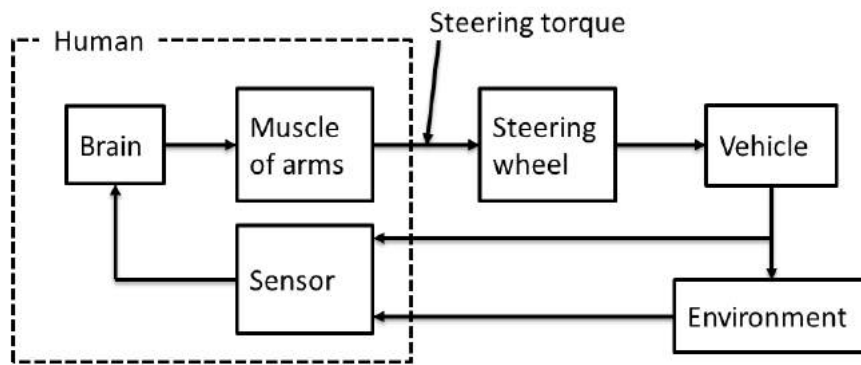 Steering torque
Human
Brain
Muscle
of arms
Steering
wheel
Vehicle
Sensor
Environment